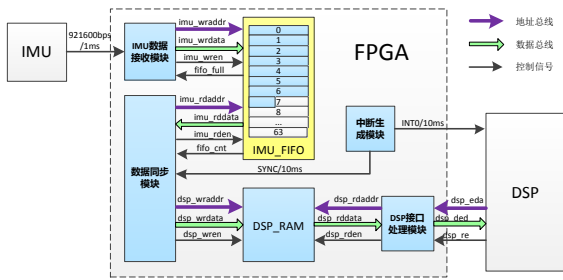 IMU
921600bps
/1ms
IMU数据
接收模块
imu_wraddr
imu_wrdata
imu_wren
fifo_full
imu_rdaddr
imu_rddata
imu_rden
fifo_cnt
0
1
2
3
4
5
6
7
8
...
63
IMU_FIFO
FPGA
地址总线
数据总线
控制信号
数据同步
模块
SYNC/10ms
中断生
成模块
INT0/10ms
DSP
dsp_wraddr
dsp_wrdata
dsp_wren
DSP_RAM
dsp_rdaddr
dsp_rddata
dsp_rden
DSP接口
处理模块
dsp_eda
dsp_ded
dsp_re